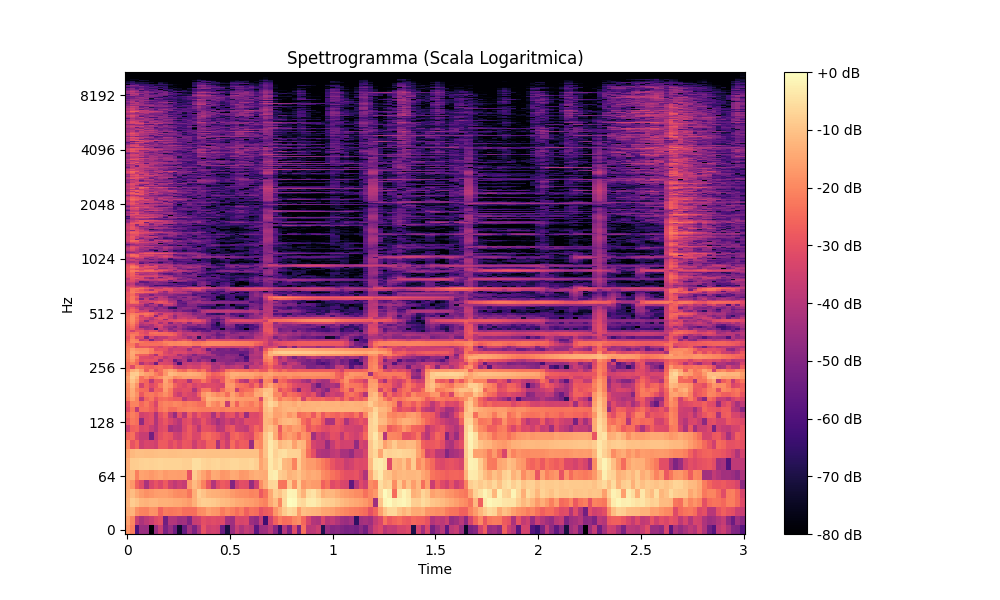 Spettrogramma (Scala Logaritmica)
Hz
8192
4096
2048
1024
512
256
128
64
0
0 0.5 1 1.5 2 2.5 3
Time
+0 dB
-10 dB
-20 dB
-30 dB
-40 dB
-50 dB
-60 dB
-70 dB
-80 dB